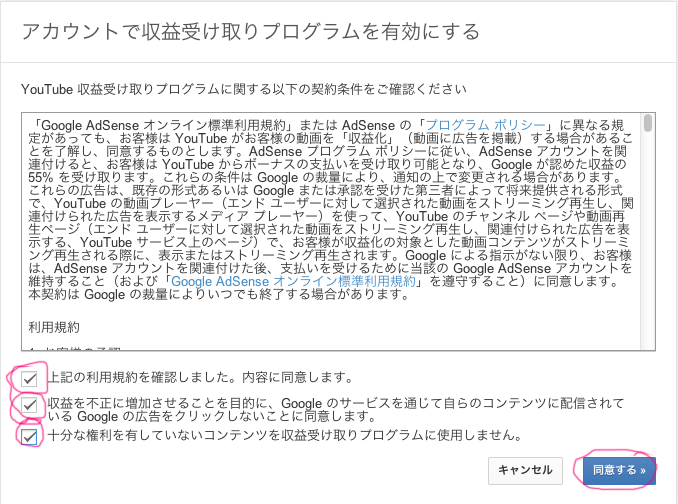 アカウントで収益受け取りプログラムを有効にする
YouTube 収益受け取りプログラムに関する以下の契約条件をご確認ください
「Google AdSense オンライン標準利用規約」または AdSense の「プログラム ポリシー」に異なる規
定があっても、お客様は YouTube がお客様の動画を「収益化」（動画に広告を掲載）する場合があるこ
とを了解し、同意するものとします。AdSense プログラム ポリシーに従い、AdSense アカウントを関
連付けると、お客様は YouTube からボーナスの支払いを受け取り可能となり、Google が認めた収益の
55% を受け取ります。これらの条件は Google の裁量により、通知の上で変更される場合があります。
これらの広告は、既存の形式あるいは Google または承認を受けた第三者によって将来提供される形式
で、YouTube の動画プレーヤー（エンド ユーザーに対して選択された動画をストリーミング再生し、関
連付けられた広告を表示するメディア プレーヤー）を使って、YouTube のチャンネル ページや動画再
生ページ（エンド ユーザーに対して選択された動画をストリーミング再生し、関連付けられた広告を表
示する、YouTube サービス上のページ）で、お客様が収益化の対象とした動画コンテンツがストリーミ
ング再生される際に、表示またはストリーミング再生されます。Google による指示がない限り、お客様
は、AdSense アカウントを関連付けた後、支払いを受けるために当該の Google AdSense アカウントを
維持すること（および「Google AdSense オンライン標準利用規約」を遵守すること）に同意します。
本契約は Google の裁量によりいつでも終了する場合があります。
利用規約
上記の利用規約を確認しました。内容に同意します。
収益を不正に増加させることを目的に、Google のサービスを通じて自らのコンテンツに配信されて
いる Google の広告をクリックしないことに同意します。
十分な権利を有していないコンテンツを収益受け取りプログラムに使用しません。
キャンセル
同意する »